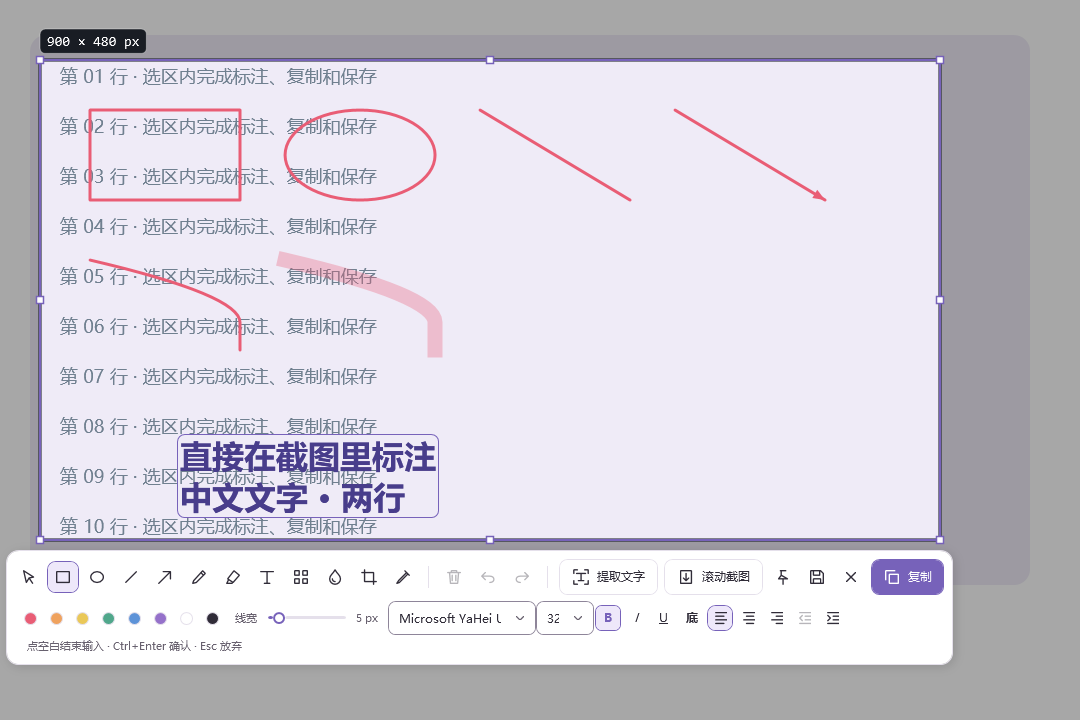 900 × 480 px
第 01 行 · 选区内完成标注、复制和保存
第 02 行 · 选区内完成标注、复制和保存
第 03 行 · 选区内完成标注、复制和保存
第 04 行 · 选区内完成标注、复制和保存
第 05 行 · 选区内完成标注、复制和保存
第 06 行 · 选区内完成标注、复制和保存
第 07 行 · 选区内完成标注、复制和保存
第 08 行 · 选区内完成标注、复制和保存
直接在截图里标注
第 09 行 · 选区内完成标注、复制和保存
中文文字 · 两行
第 10 行 · 选区内完成标注、复制和保存
提取文字 滚动截图 复制
线宽 5 px Microsoft YaHei U 32 B I U 底
点空白结束输入 · Ctrl+Enter 确认 · Esc 放弃